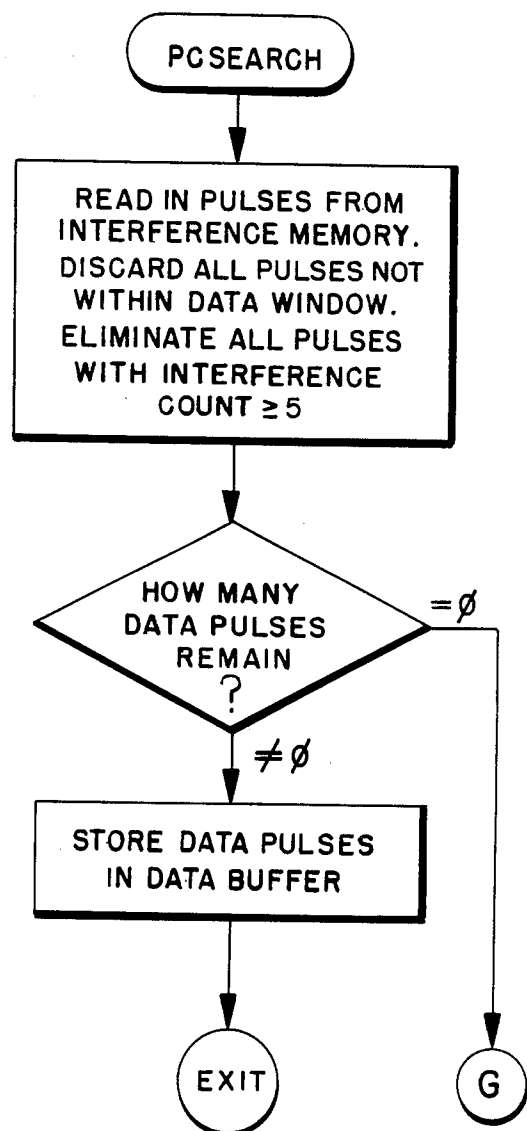 PCSEARCH
READ IN PULSES FROM
INTERFERENCE MEMORY.
DISCARD ALL PULSES NOT
WITHIN DATA WINDOW.
ELIMINATE ALL PULSES
WITH INTERFERENCE
COUNT ≥ 5
HOW MANY
DATA PULSES
REMAIN
?
=∅
≠∅
STORE DATA PULSES
IN DATA BUFFER
EXIT
G